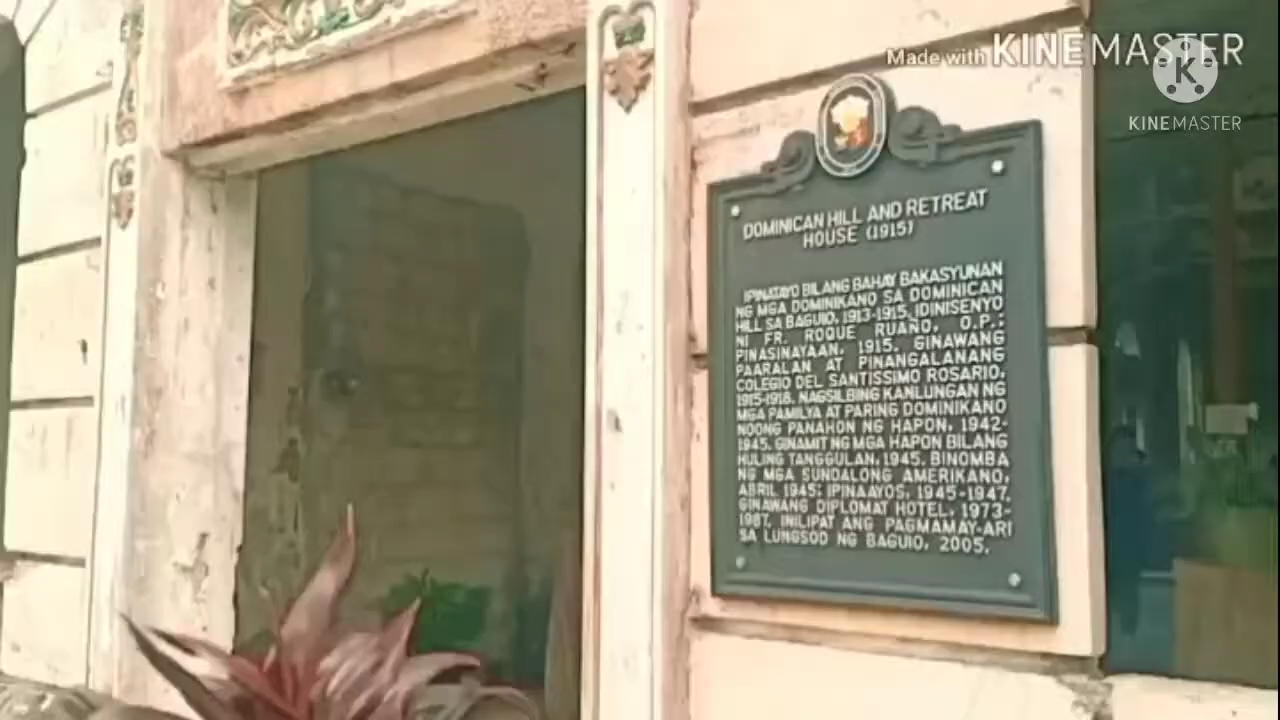 Made with KINEMASTER
K
KINEMASTER
DOMINICAN HILL AND RETREAT
HOUSE (1915)
IPINATAYO BILANG BAHAY BAKASYUNAN
NG MGA DOMINIKANO SA DOMINICAN
HILL SA BAGUIO, 1913-1915. IDINISENYO
NI FR. ROQUE RUAÑO, O.P.;
PINASINAYAAN, 1915. GINAWANG
PAARALAN AT PINANGALANANG
COLEGIO DEL SANTISSIMO ROSARIO,
1915-1918. NAGSILBING KANLUNGAN NG
MGA PAMILYA AT PARING DOMINIKANO
NOONG PANAHON NG HAPON, 1942-
1945. GINAMIT NG MGA HAPON BILANG
HULING TANGGULAN, 1945. BINOMBA
NG MGA SUNDALONG AMERIKANO,
ABRIL 1945; IPINAAYOS, 1945-1947.
GINAWANG DIPLOMAT HOTEL, 1973-
1987. INILIPAT ANG PAGMAMAY-ARI
SA LUNGSOD NG BAGUIO, 2005.